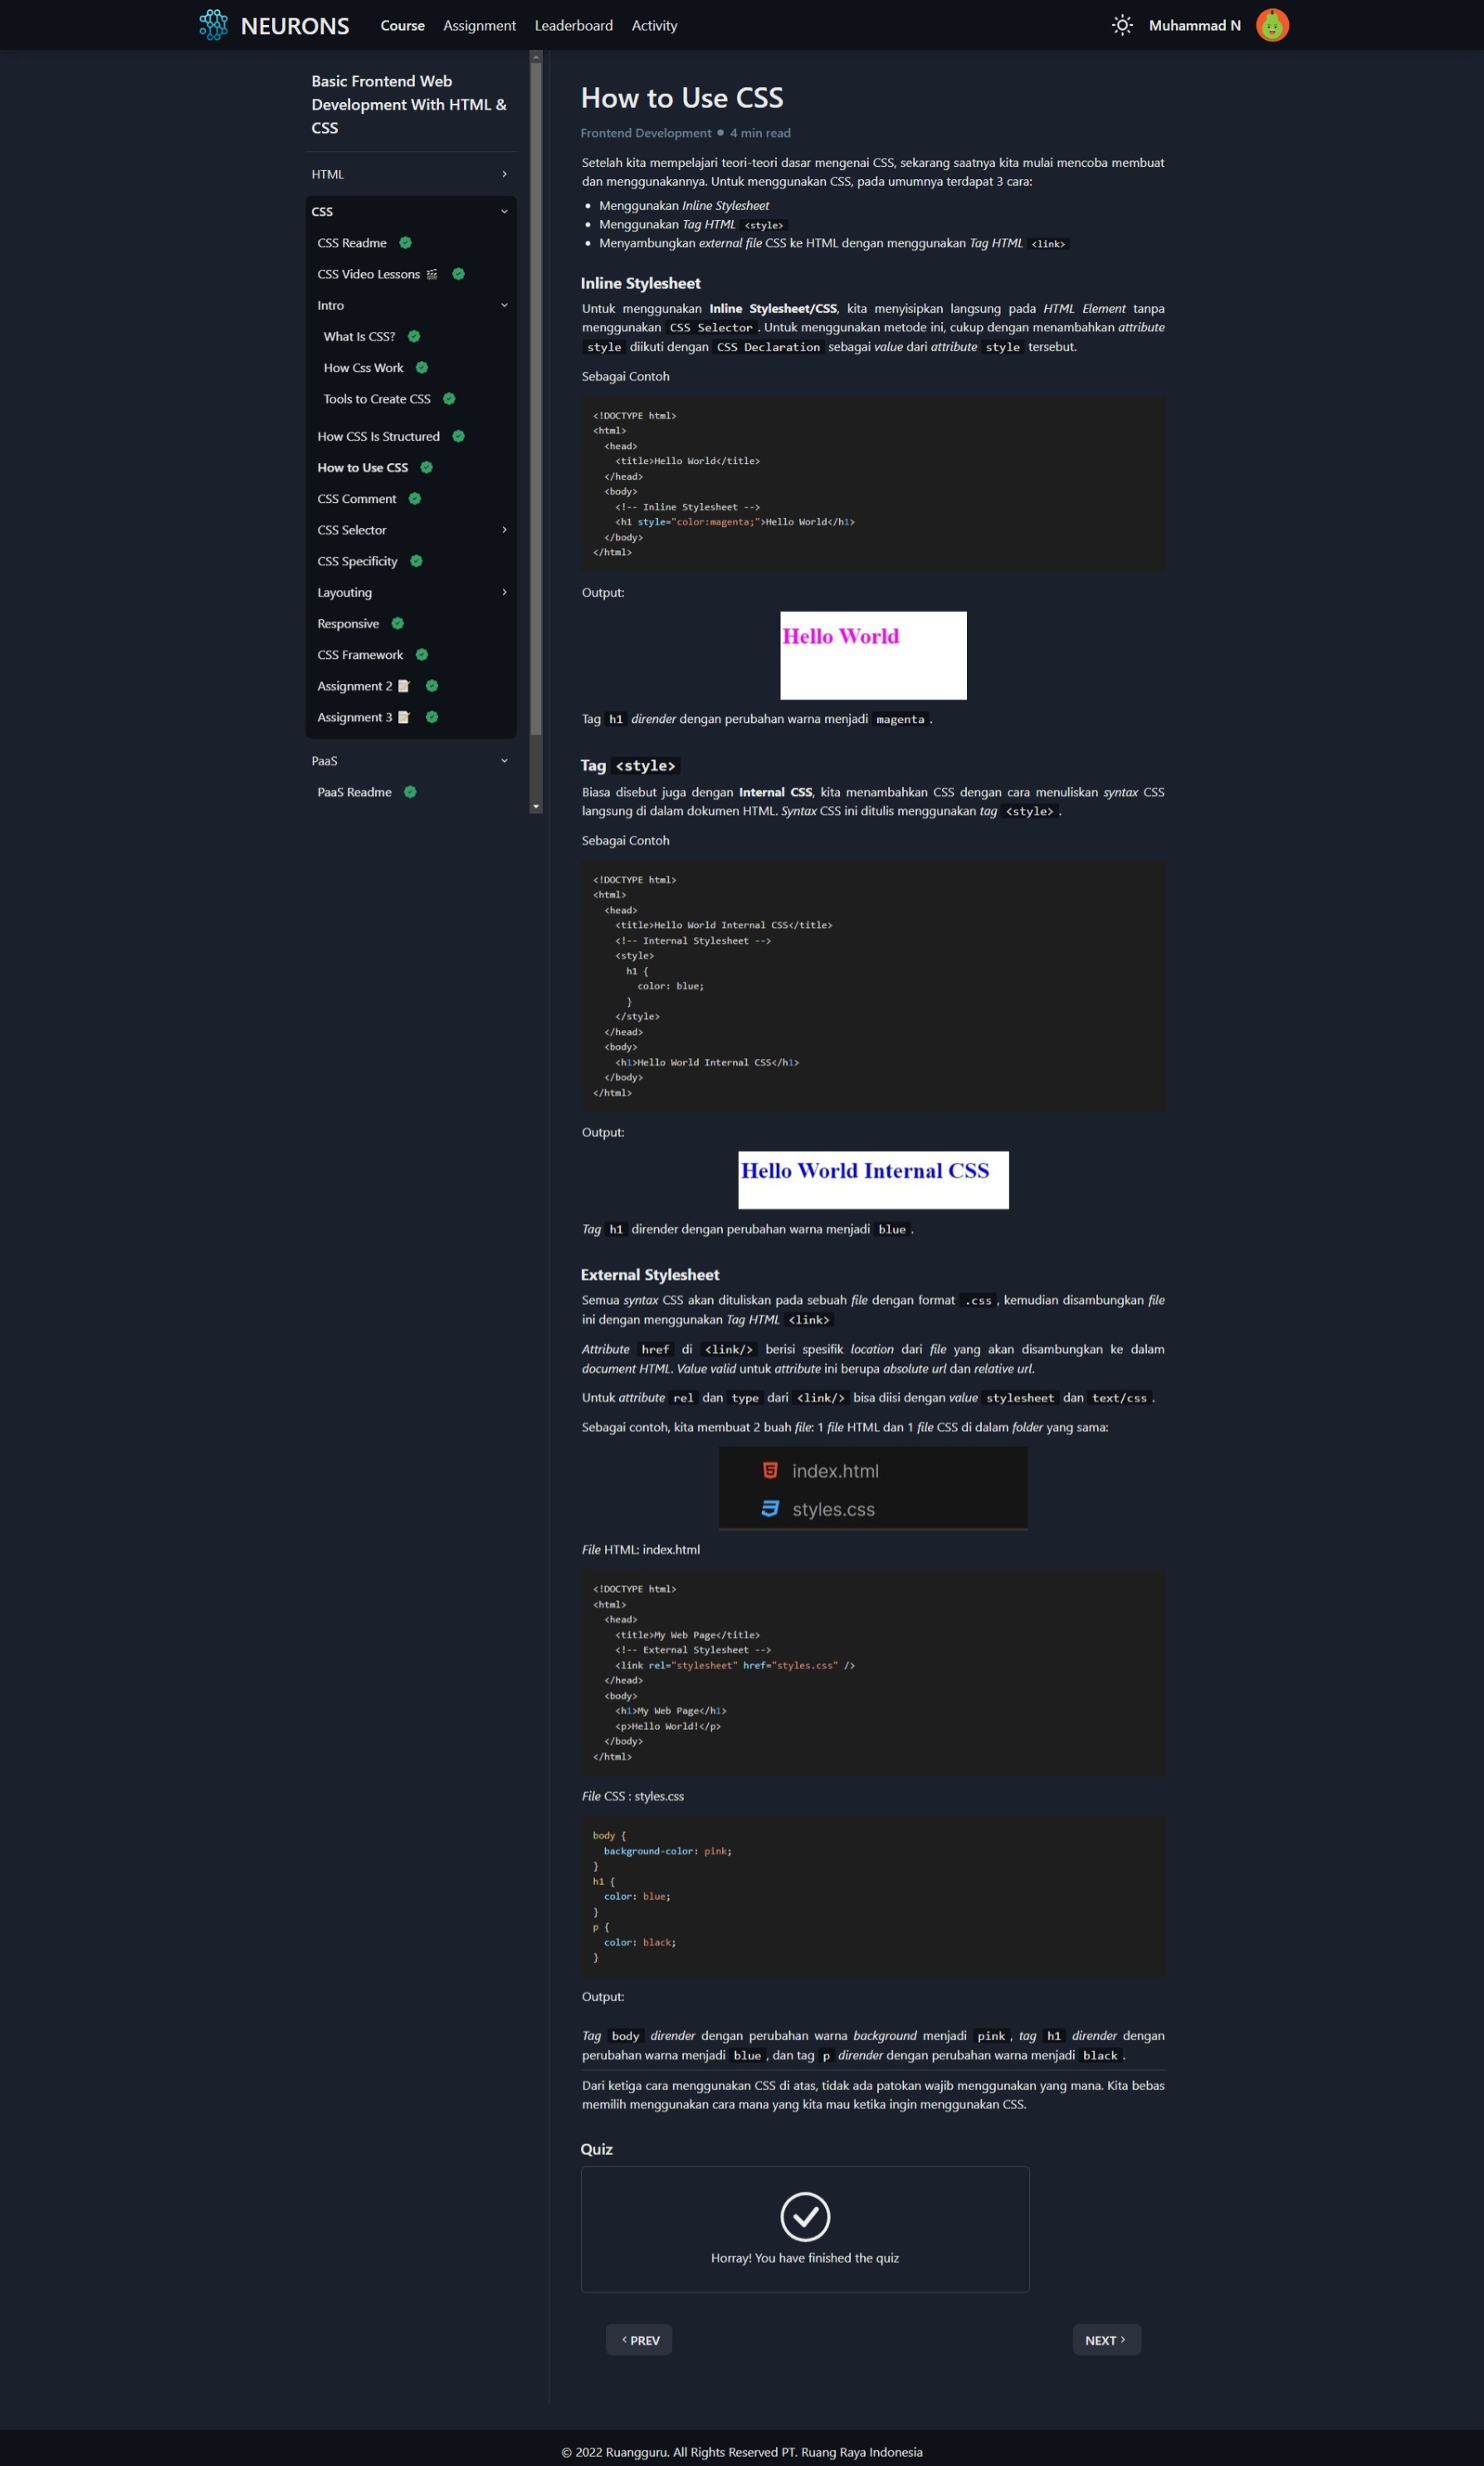 NEURONS Course Assignment Leaderboard Activity Muhammad N
Basic Frontend Web
Development With HTML &
CSS
HTML
CSS
CSS Readme
CSS Video Lessons 🎬
Intro
What Is CSS?
How Css Work
Tools to Create CSS
How CSS Is Structured
How to Use CSS
CSS Comment
CSS Selector
CSS Specificity
Layouting
Responsive
CSS Framework
Assignment 2 📝
Assignment 3 📝
PaaS
PaaS Readme
How to Use CSS
Frontend Development ● 4 min read
Setelah kita mempelajari teori-teori dasar mengenai CSS, sekarang saatnya kita mulai mencoba membuat
dan menggunakannya. Untuk menggunakan CSS, pada umumnya terdapat 3 cara:
• Menggunakan Inline Stylesheet
• Menggunakan Tag HTML <style>
• Menyambungkan external file CSS ke HTML dengan menggunakan Tag HTML <link>
Inline Stylesheet
Untuk menggunakan Inline Stylesheet/CSS, kita menyisipkan langsung pada HTML Element tanpa
menggunakan CSS Selector. Untuk menggunakan metode ini, cukup dengan menambahkan attribute
style diikuti dengan CSS Declaration sebagai value dari attribute style tersebut.
Sebagai Contoh
<!DOCTYPE html>
<html>
  <head>
    <title>Hello World</title>
  </head>
  <body>
    <!-- Inline Stylesheet -->
    <h1 style="color:magenta;">Hello World</h1>
  </body>
</html>
Output:
Hello World
Tag h1 dirender dengan perubahan warna menjadi magenta.
Tag <style>
Biasa disebut juga dengan Internal CSS, kita menambahkan CSS dengan cara menuliskan syntax CSS
langsung di dalam dokumen HTML. Syntax CSS ini ditulis menggunakan tag <style>.
Sebagai Contoh
<!DOCTYPE html>
<html>
  <head>
    <title>Hello World Internal CSS</title>
    <!-- Internal Stylesheet -->
    <style>
      h1 {
        color: blue;
      }
    </style>
  </head>
  <body>
    <h1>Hello World Internal CSS</h1>
  </body>
</html>
Output:
Hello World Internal CSS
Tag h1 dirender dengan perubahan warna menjadi blue.
External Stylesheet
Semua syntax CSS akan dituliskan pada sebuah file dengan format .css, kemudian disambungkan file
ini dengan menggunakan Tag HTML <link>
Attribute href di <link/> berisi spesifik location dari file yang akan disambungkan ke dalam
document HTML. Value valid untuk attribute ini berupa absolute url dan relative url.
Untuk attribute rel dan type dari <link/> bisa diisi dengan value stylesheet dan text/css.
Sebagai contoh, kita membuat 2 buah file: 1 file HTML dan 1 file CSS di dalam folder yang sama:
index.html
styles.css
File HTML: index.html
<!DOCTYPE html>
<html>
  <head>
    <title>My Web Page</title>
    <!-- External Stylesheet -->
    <link rel="stylesheet" href="styles.css" />
  </head>
  <body>
    <h1>My Web Page</h1>
    <p>Hello World!</p>
  </body>
</html>
File CSS : styles.css
body {
  background-color: pink;
}
h1 {
  color: blue;
}
p {
  color: black;
}
Output:
Tag body dirender dengan perubahan warna background menjadi pink, tag h1 dirender dengan
perubahan warna menjadi blue, dan tag p dirender dengan perubahan warna menjadi black.
Dari ketiga cara menggunakan CSS di atas, tidak ada patokan wajib menggunakan yang mana. Kita bebas
memilih menggunakan cara mana yang kita mau ketika ingin menggunakan CSS.
Quiz
Horray! You have finished the quiz
‹ PREV NEXT ›
© 2022 Ruangguru. All Rights Reserved PT. Ruang Raya Indonesia